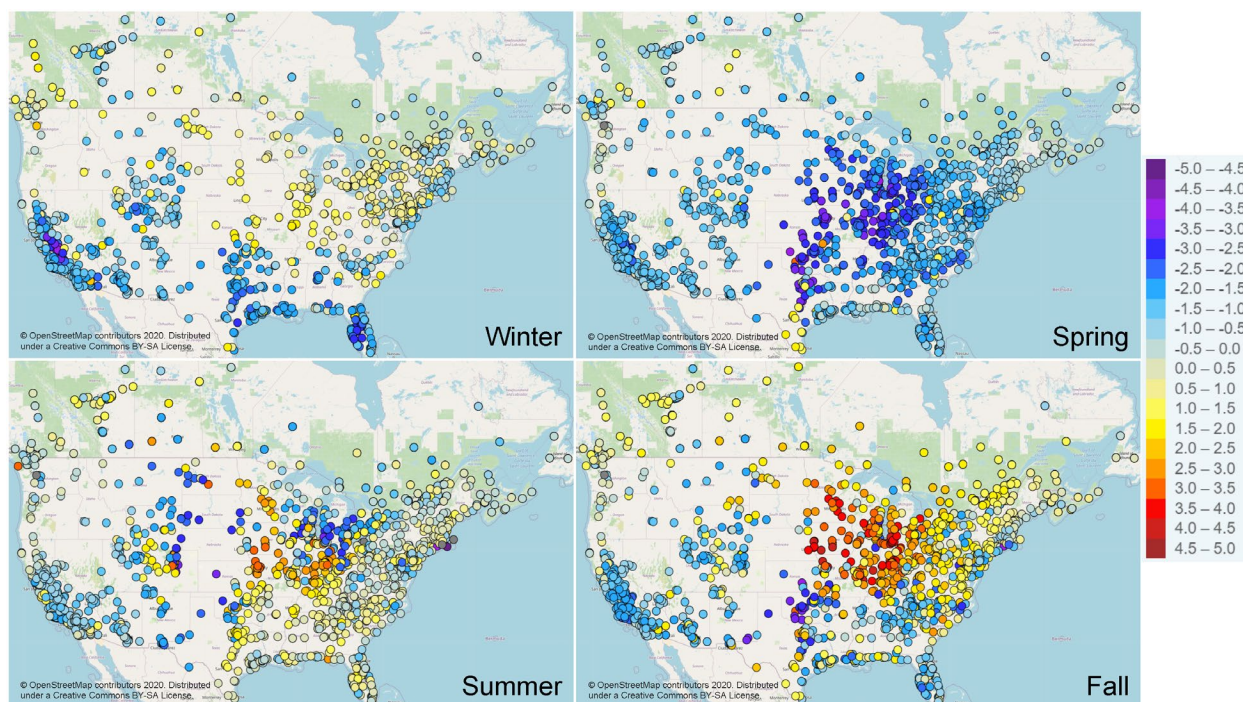 © OpenStreetMap contributors 2020. Distributed
under a Creative Commons BY-SA License.
Winter
© OpenStreetMap contributors 2020. Distributed
under a Creative Commons BY-SA License.
Spring
© OpenStreetMap contributors 2020. Distributed
under a Creative Commons BY-SA License.
Summer
© OpenStreetMap contributors 2020. Distributed
under a Creative Commons BY-SA License.
Fall
-5.0 – -4.5
-4.5 – -4.0
-4.0 – -3.5
-3.5 – -3.0
-3.0 – -2.5
-2.5 – -2.0
-2.0 – -1.5
-1.5 – -1.0
-1.0 – -0.5
-0.5 – 0.0
0.0 – 0.5
0.5 – 1.0
1.0 – 1.5
1.5 – 2.0
2.0 – 2.5
2.5 – 3.0
3.0 – 3.5
3.5 – 4.0
4.0 – 4.5
4.5 – 5.0